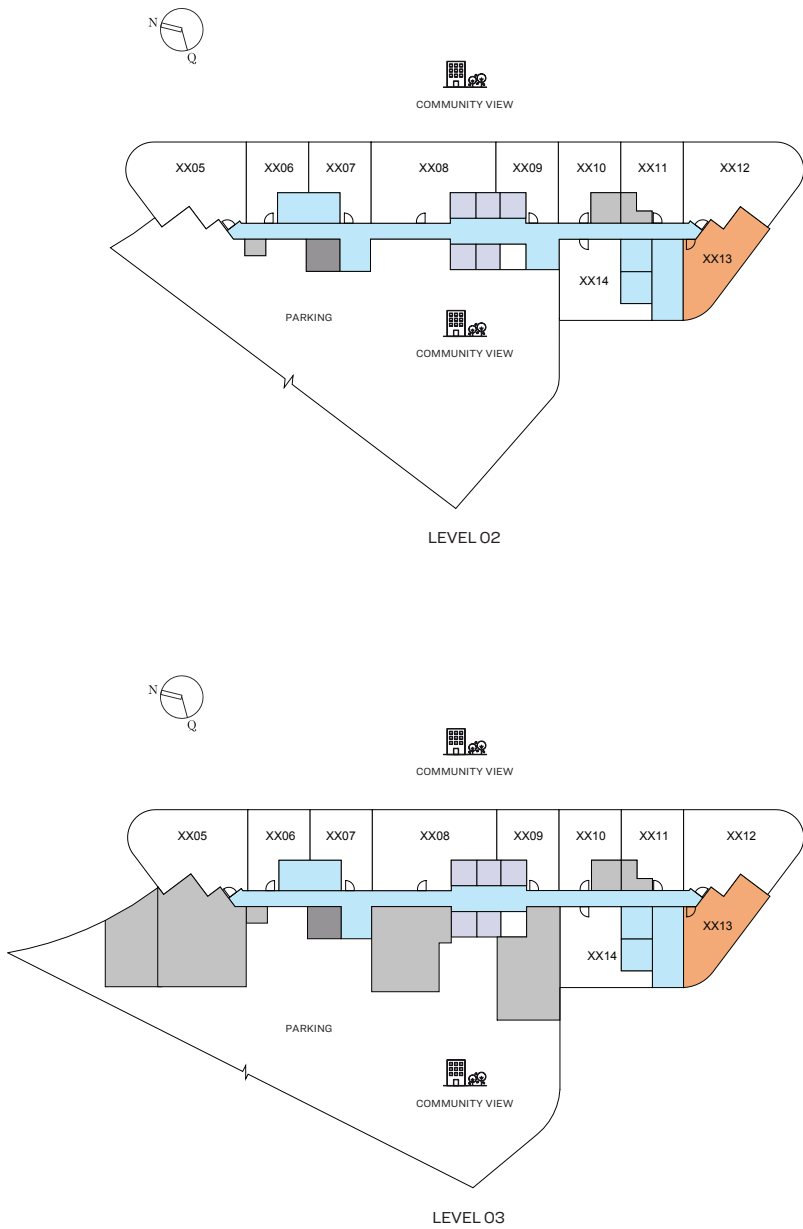 N
Q
COMMUNITY VIEW
XX05 XX06 XX07 XX08 XX09 XX10 XX11 XX12
XX13
XX14
PARKING
COMMUNITY VIEW
LEVEL 02
N
Q
COMMUNITY VIEW
XX05 XX06 XX07 XX08 XX09 XX10 XX11 XX12
XX13
XX14
PARKING
COMMUNITY VIEW
LEVEL 03